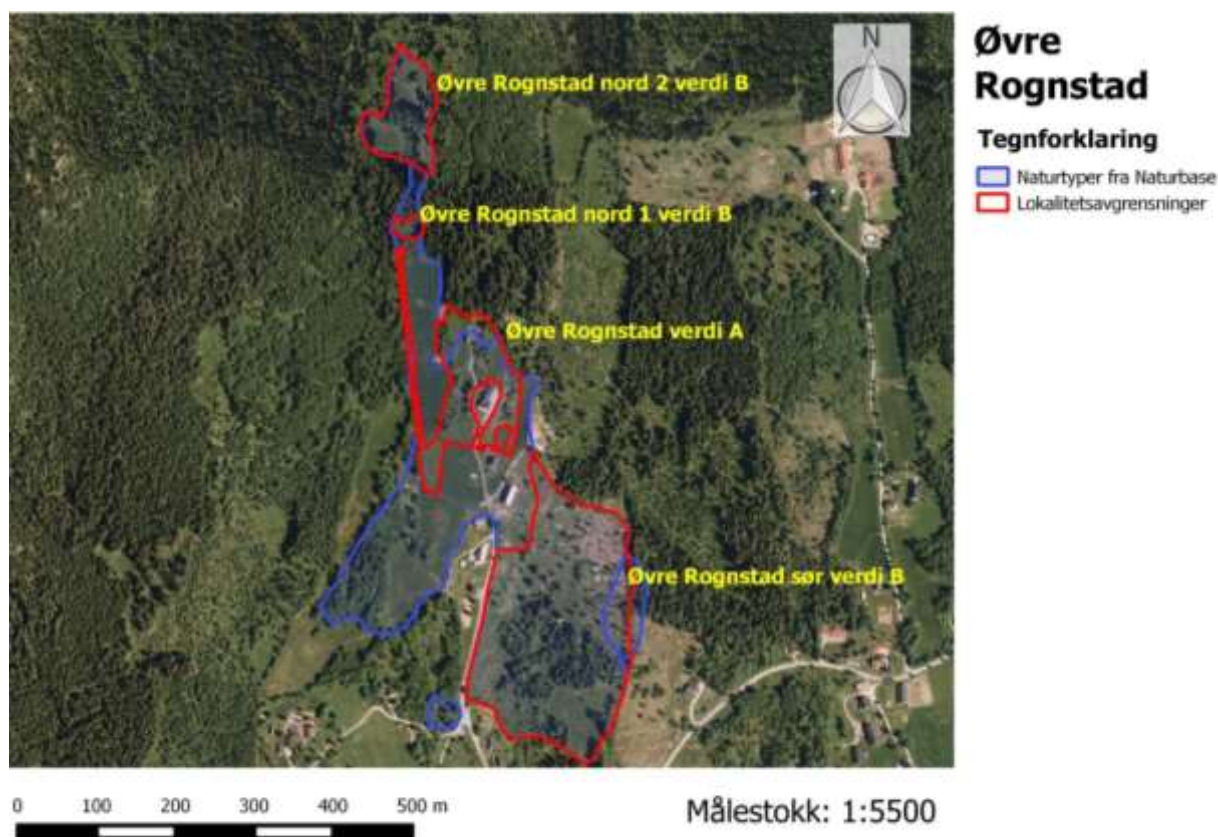 Øvre
Rognstad
Tegnforklaring
Naturtyper fra Naturbase
Lokalitetsavgrensninger
N
Øvre Rognstad nord 2 verdi B
Øvre Rognstad nord 1 verdi B
Øvre Rognstad verdi A
Øvre Rognstad sør verdi B
0 100 200 300 400 500 m
Målestokk: 1:5500